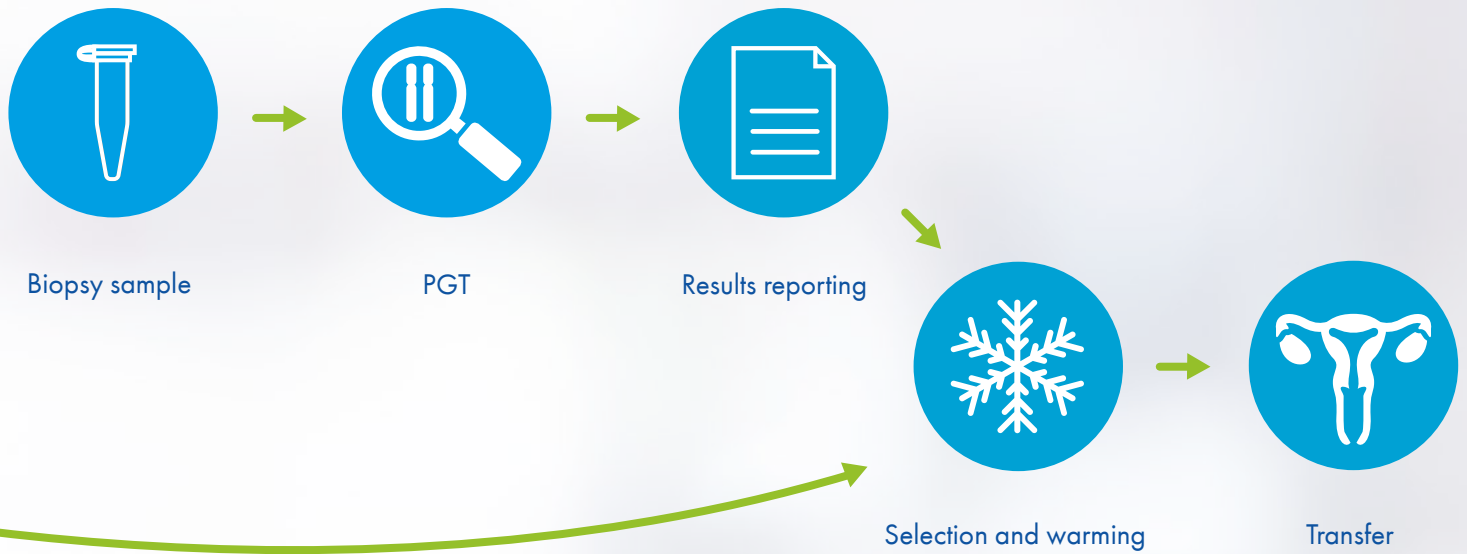 Biopsy sample
PGT
Results reporting
Selection and warming
Transfer